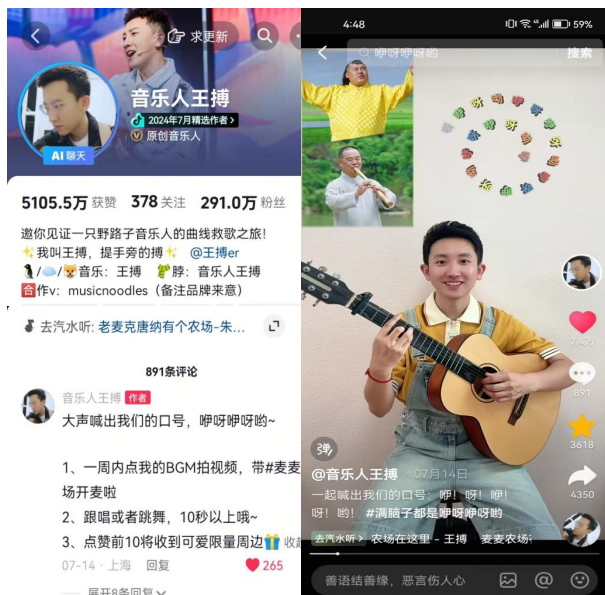 求更新
音乐人王搏
2024年7月精选作者>
V 原创音乐人
AI聊天
5105.5万 获赞 378 关注 291.0万 粉丝
邀你见证一只野路子音乐人的曲线救歌之旅!
✨我叫王搏,提手旁的搏✨ @王搏er
🐧/☁️/🐯音乐:王搏 脖:音乐人王搏
合作v:musicnoodles(备注品牌来意)
去汽水听:老麦克唐纳有个农场-朱...
891条评论
音乐人王搏 作者
大声喊出我们的口号,咿呀咿呀哟~
1、一周内点我的BGM拍视频,带#麦麦
场开麦啦
2、跟唱或者跳舞,10秒以上哦~
3、点赞前10将收到可爱限量周边🎁 收起
07-14 · 上海 回复
265
展开8条回复
4:48
59%
咿呀咿呀哟
搜索
7.4万
891
3618
4350
弹
@音乐人王搏 · 07月14日
一起喊出我们的口号:咿!呀!咿!
呀!哟! #满脑子都是咿呀咿呀哟
去汽水听> 农场在这里 - 王搏 麦麦农场
善语结善缘,恶言伤人心